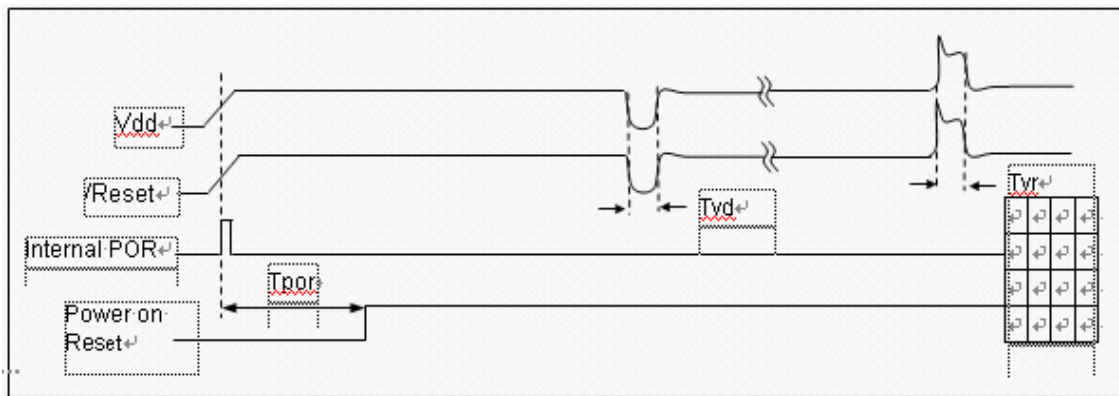 Vdd
/Reset
Tvr
Tvd
Internal POR
Tpor
Power on
Reset